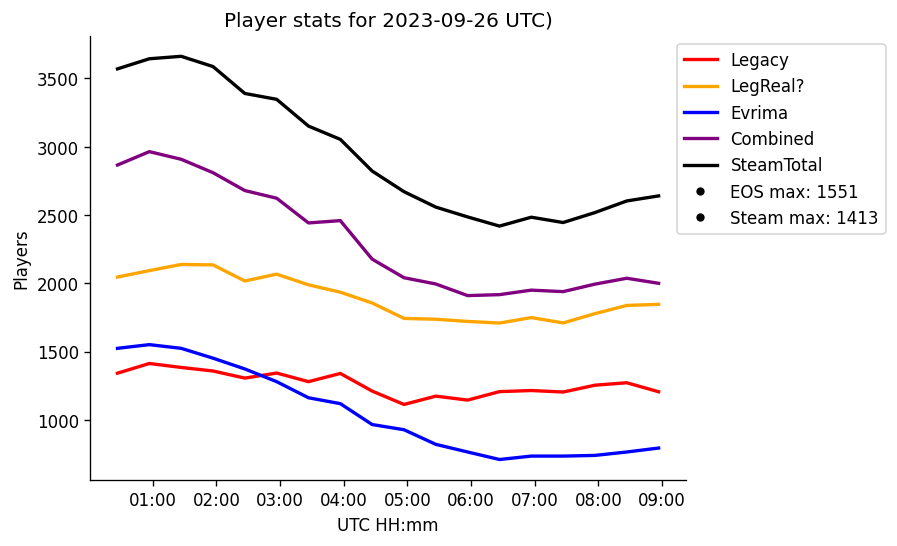 Player stats for 2023-09-26 UTC)
Players
3500
3000
2500
2000
1500
1000
01:00 02:00 03:00 04:00 05:00 06:00 07:00 08:00 09:00
UTC HH:mm
Legacy
LegReal?
Evrima
Combined
SteamTotal
EOS max: 1551
Steam max: 1413